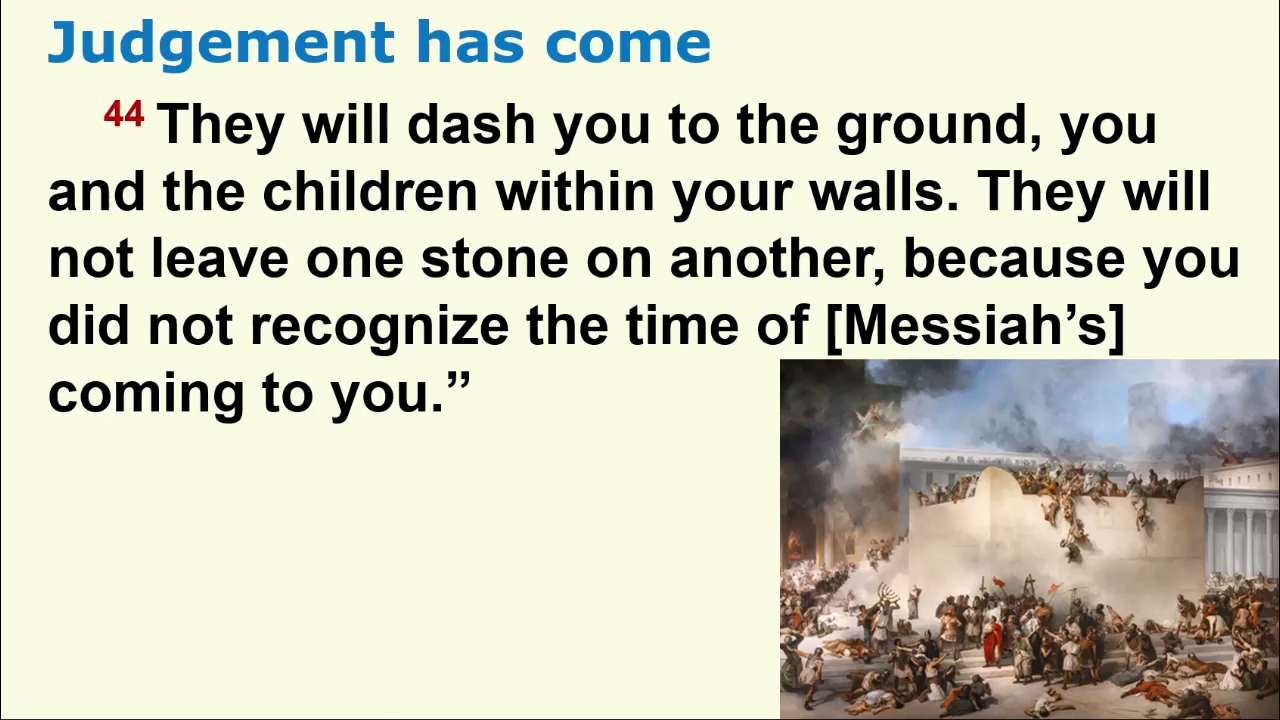 Judgement has come
44 They will dash you to the ground, you
and the children within your walls. They will
not leave one stone on another, because you
did not recognize the time of [Messiah’s]
coming to you.”